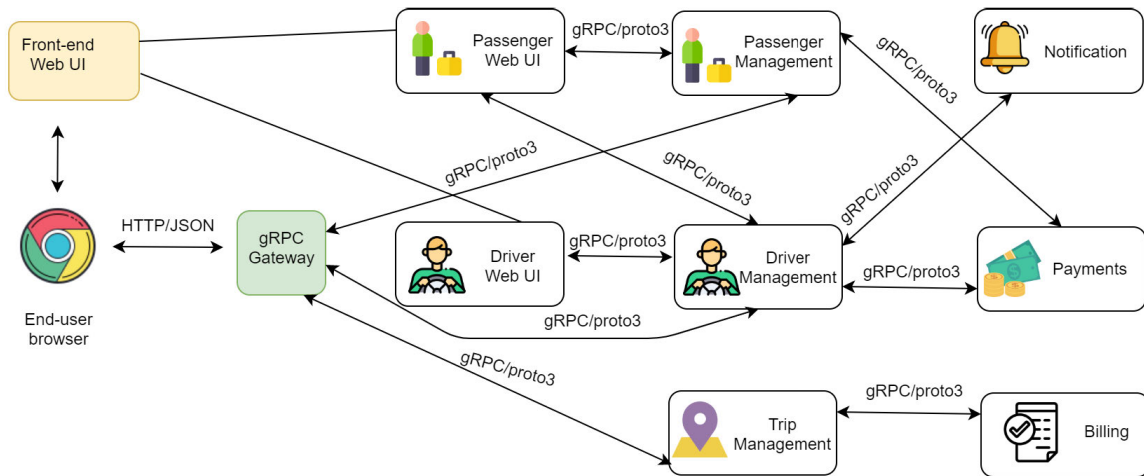 Front-end
Web UI
Passenger
Web UI
gRPC/proto3
Passenger
Management
Notification
gRPC/proto3
gRPC/proto3
gRPC/proto3
gRPC/proto3
HTTP/JSON
gRPC
Gateway
Driver
Web UI
gRPC/proto3
Driver
Management
gRPC/proto3
Payments
End-user
browser
gRPC/proto3
gRPC/proto3
Trip
Management
gRPC/proto3
Billing